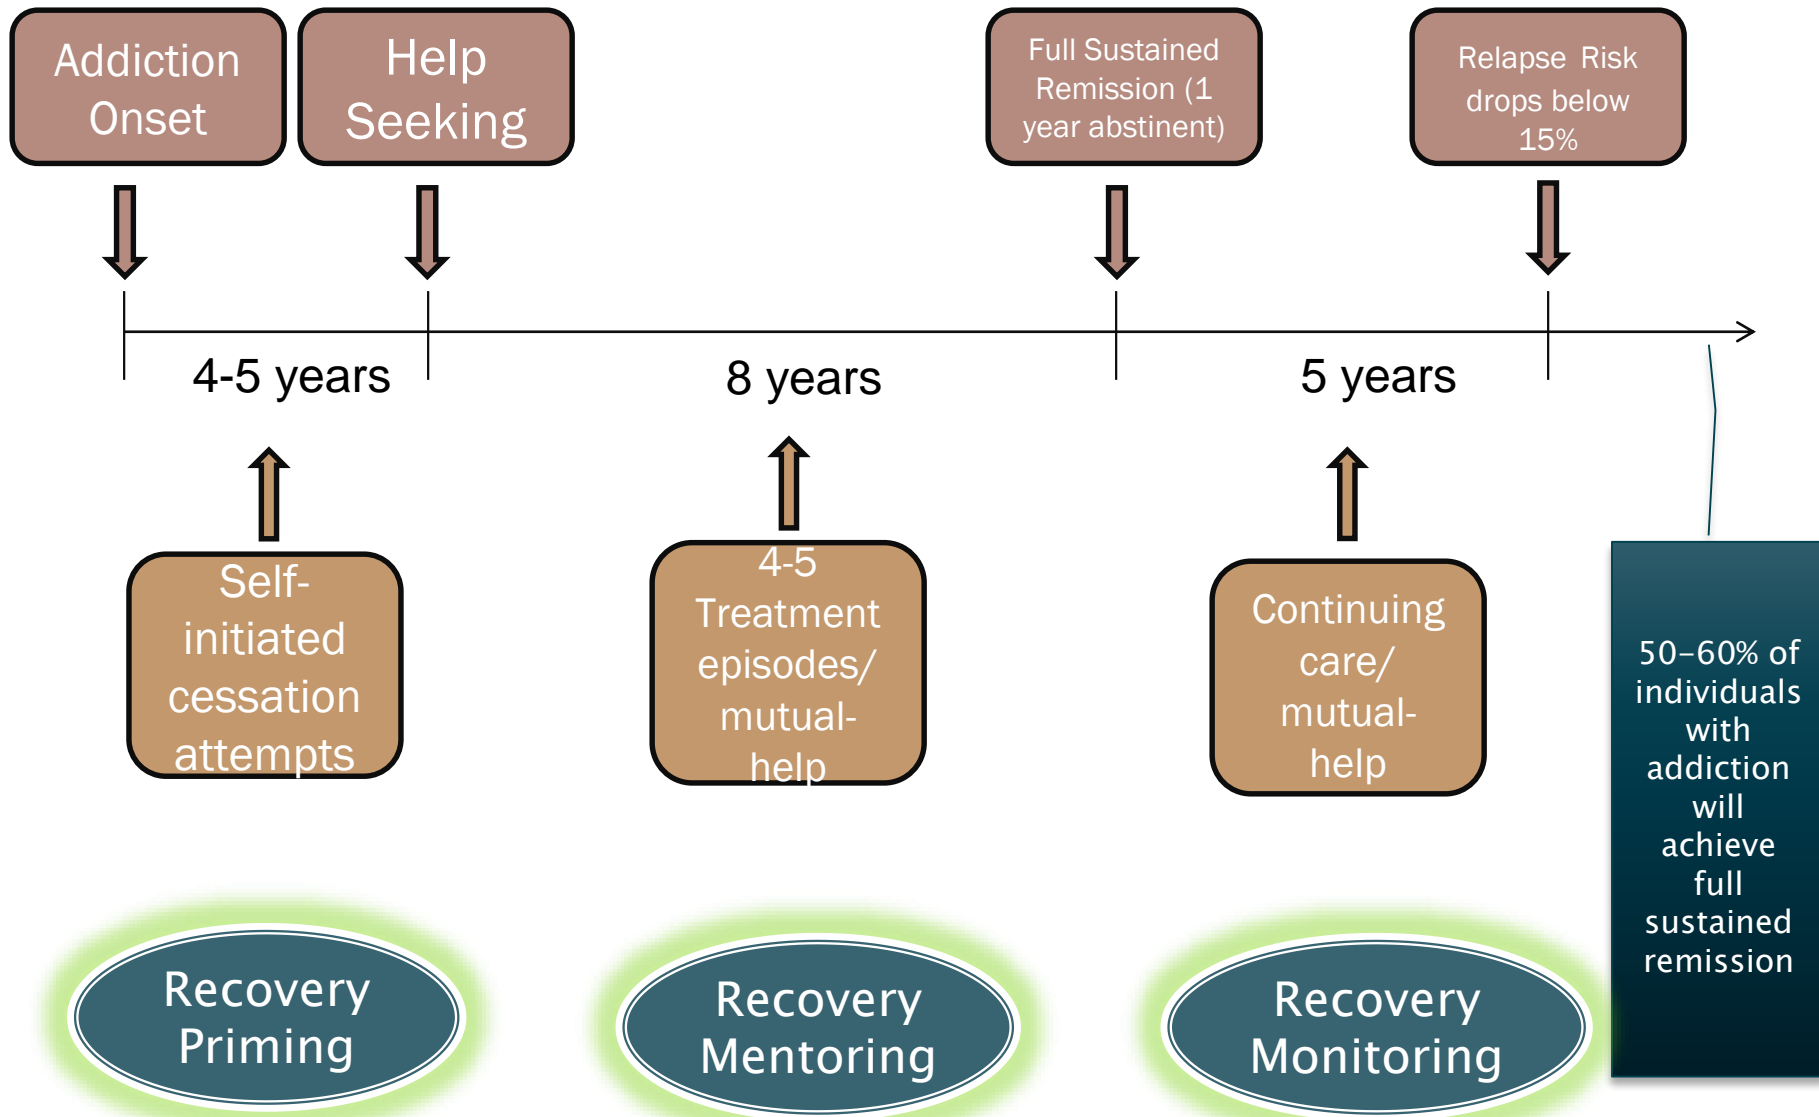 Addiction
Onset
Help
Seeking
Full Sustained
Remission (1
year abstinent)
Relapse Risk
drops below
15%
4-5 years
8 years
5 years
Self-
initiated
cessation
attempts
4-5
Treatment
episodes/
mutual-
help
Continuing
care/
mutual-
help
50–60% of
individuals
with
addiction
will
achieve
full
sustained
remission
Recovery
Priming
Recovery
Mentoring
Recovery
Monitoring